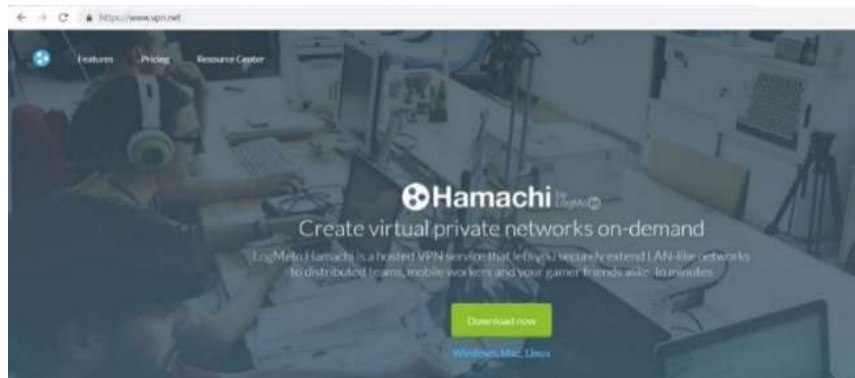 https://www.vpn.net
Features Pricing Resource Center
Hamachi by LogMeIn
Create virtual private networks on-demand
LogMeIn Hamachi is a hosted VPN service that lets you securely extend LAN-like networks
to distributed teams, mobile workers and your gamer friends alike. In minutes
Download now
Windows, Mac, Linux